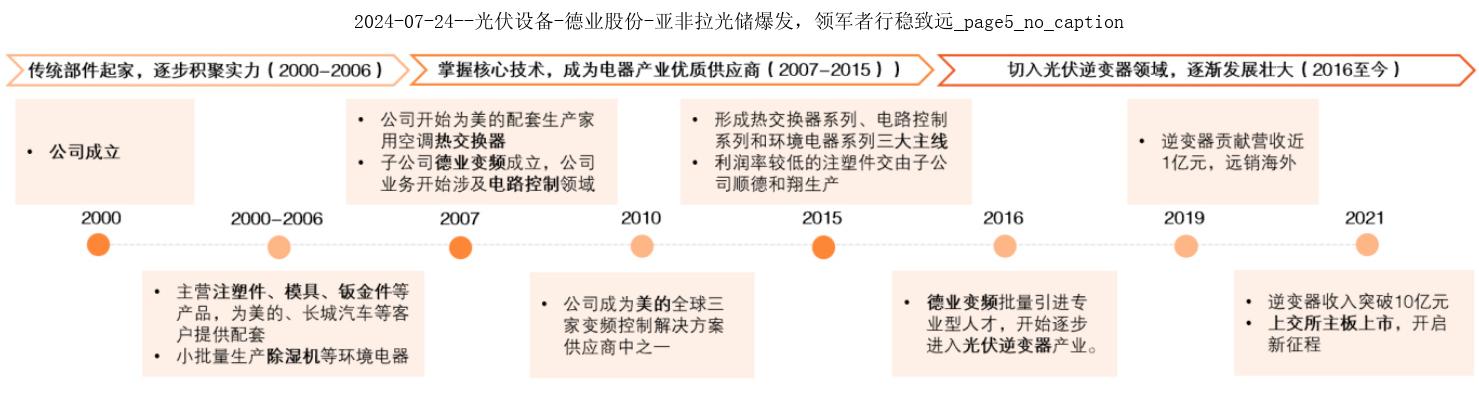 2024-07-24--光伏设备-德业股份-亚非拉光储爆发，领军者行稳致远_page5_no_caption
传统部件起家，逐步积聚实力（2000-2006）
掌握核心技术，成为电器产业优质供应商（2007-2015））
切入光伏逆变器领域，逐渐发展壮大（2016至今）
• 公司成立
• 公司开始为美的配套生产家
用空调热交换器
• 子公司德业变频成立，公司
业务开始涉及电路控制领域
• 形成热交换器系列、电路控制
系列和环境电器系列三大主线
• 利润率较低的注塑件交由子公
司顺德和翔生产
• 逆变器贡献营收近
1亿元，远销海外
2000
2000-2006
2007
2010
2015
2016
2019
2021
• 主营注塑件、模具、钣金件等
产品，为美的、长城汽车等客
户提供配套
• 小批量生产除湿机等环境电器
• 公司成为美的全球三
家变频控制解决方案
供应商中之一
• 德业变频批量引进专
业型人才，开始逐步
进入光伏逆变器产业。
• 逆变器收入突破10亿元
• 上交所主板上市，开启
新征程